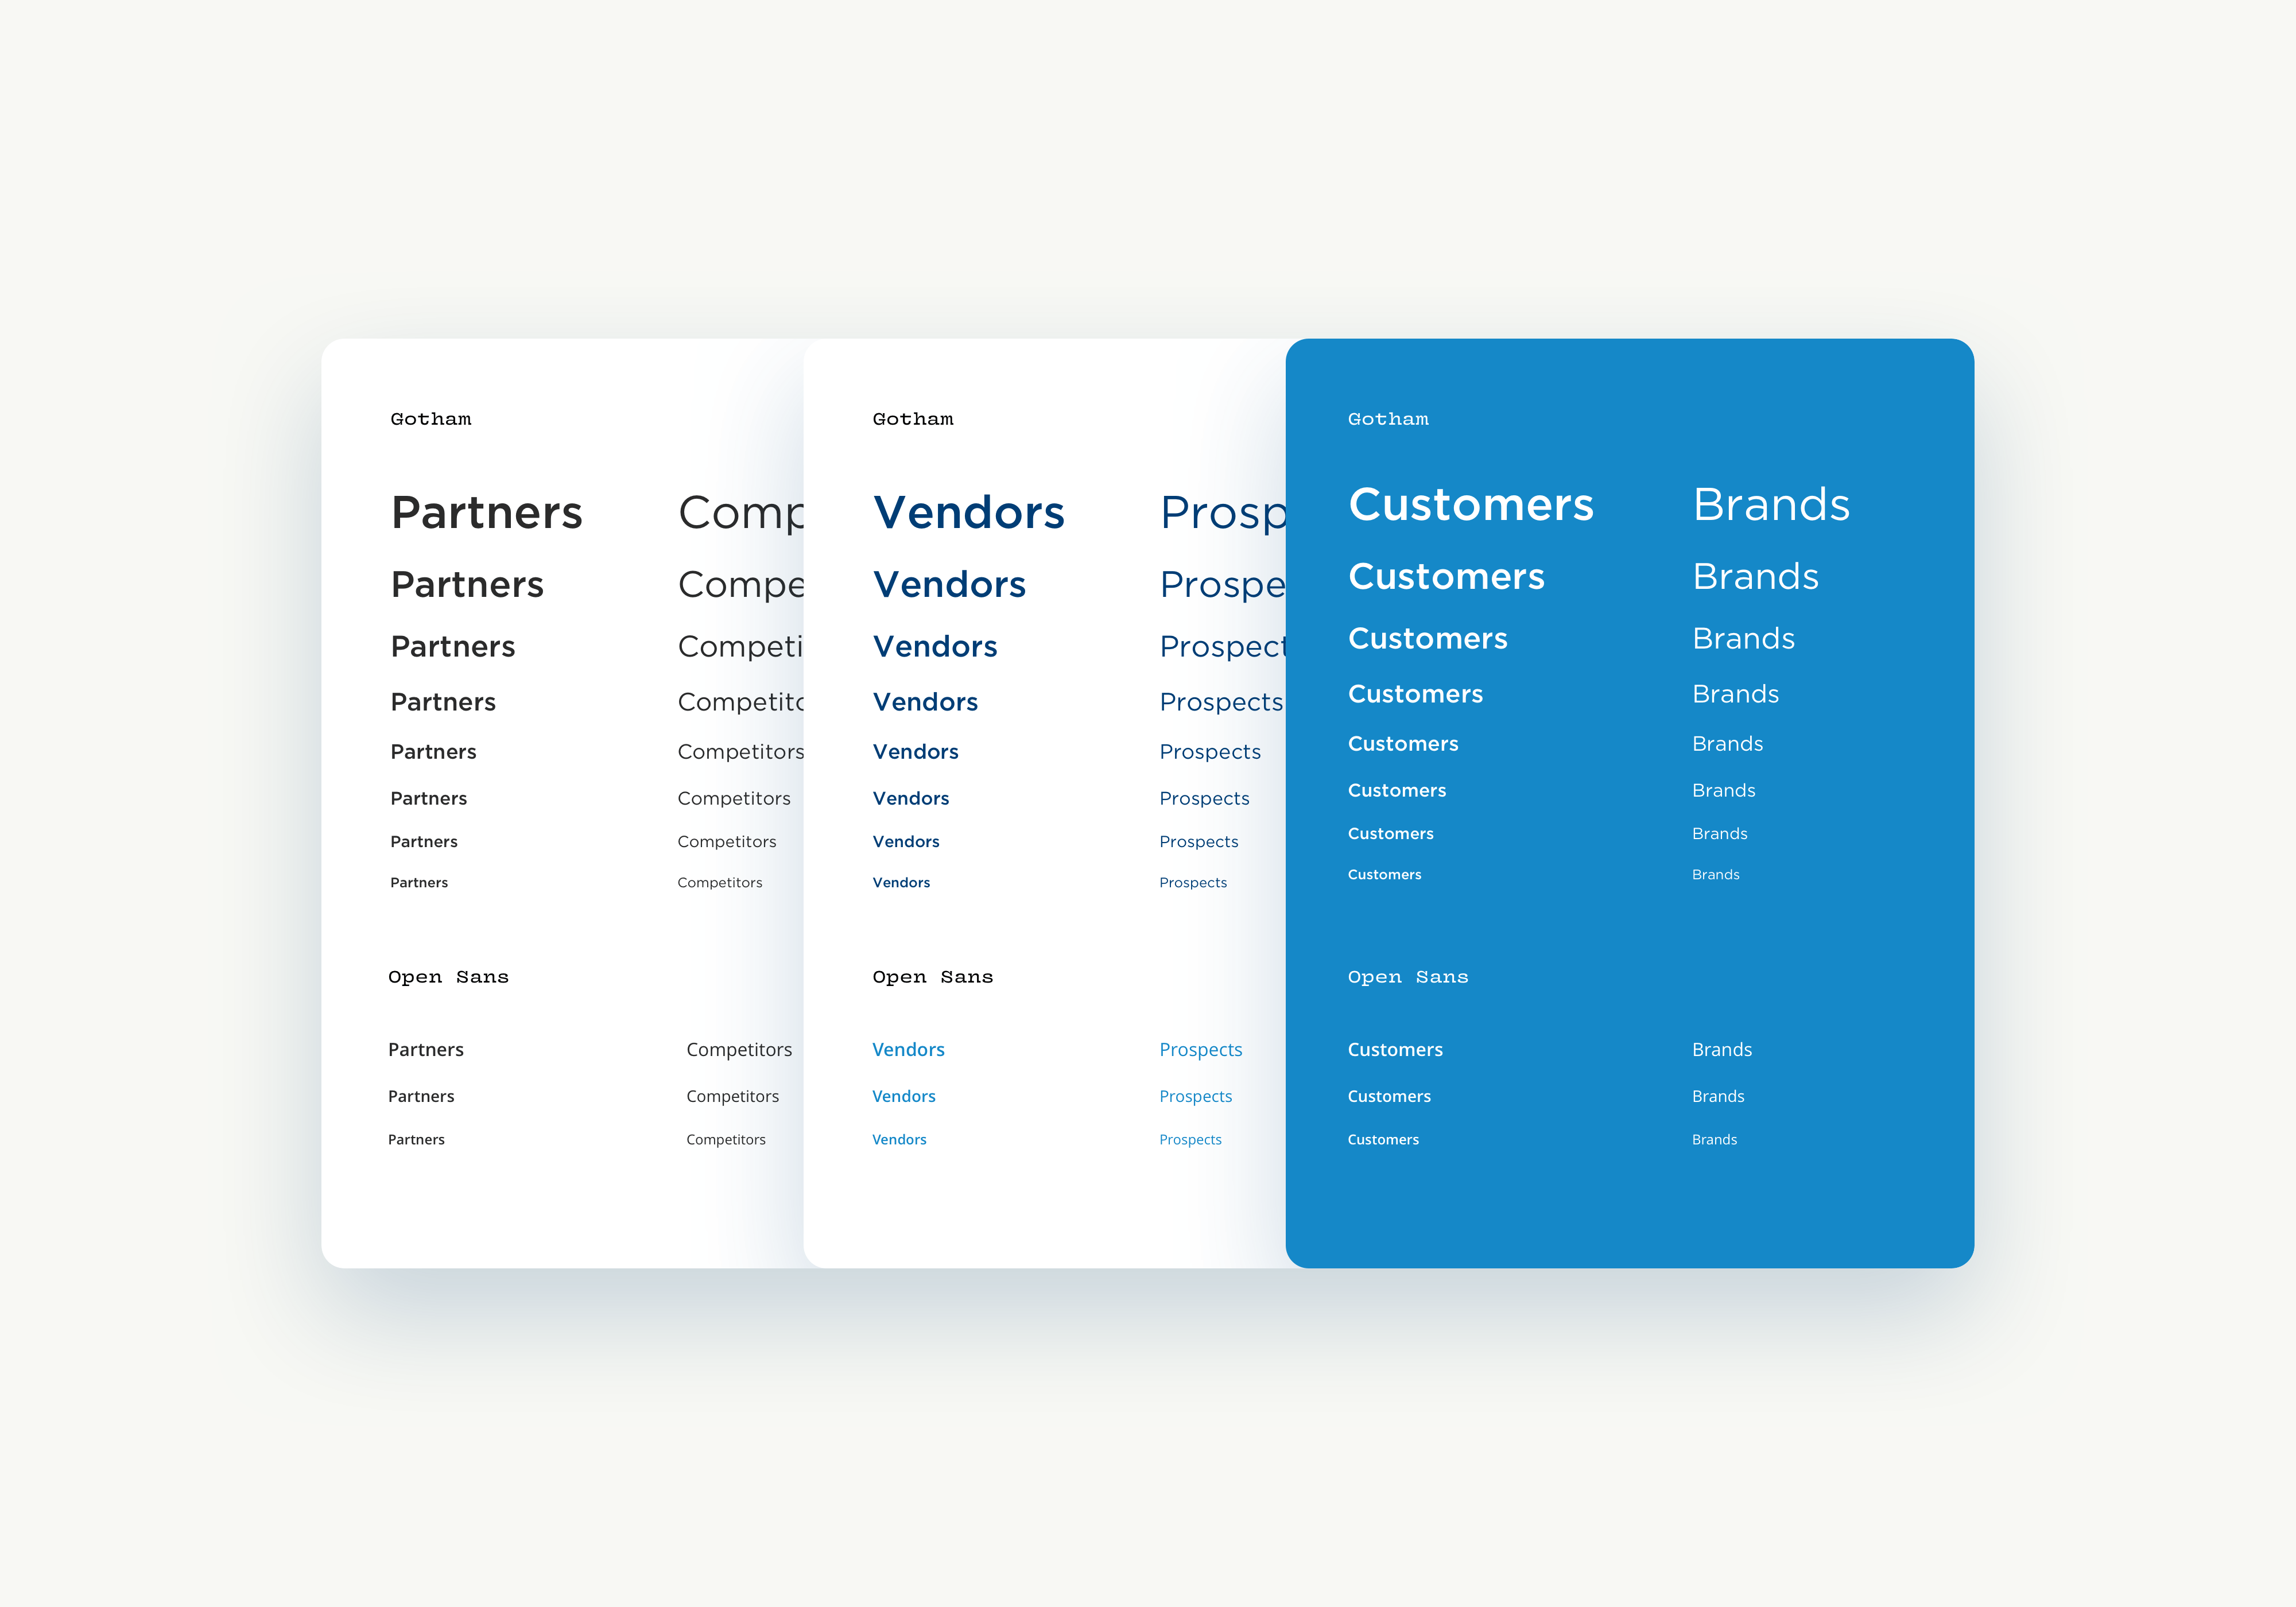 Gotham
Partners Comp
Partners Compe
Partners Competi
Partners Competito
Partners Competitors
Partners Competitors
Partners Competitors
Partners Competitors
Open Sans
Partners Competitors
Partners Competitors
Partners Competitors
Gotham
Vendors Prosp
Vendors Prospe
Vendors Prospect
Vendors Prospects
Vendors Prospects
Vendors Prospects
Vendors Prospects
Vendors Prospects
Open Sans
Vendors Prospects
Vendors Prospects
Vendors Prospects
Gotham
Customers Brands
Customers Brands
Customers Brands
Customers Brands
Customers Brands
Customers Brands
Customers Brands
Customers Brands
Open Sans
Customers Brands
Customers Brands
Customers Brands